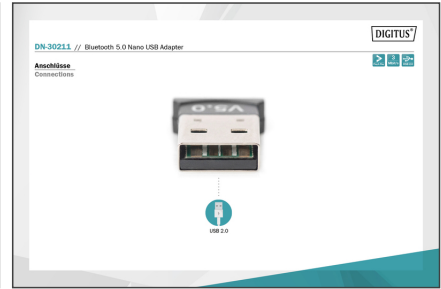 DIGITUS®
DN-30211 // Bluetooth 5.0 Nano USB Adapter
Anschlüsse
Connections
V5.0
USB 2.0